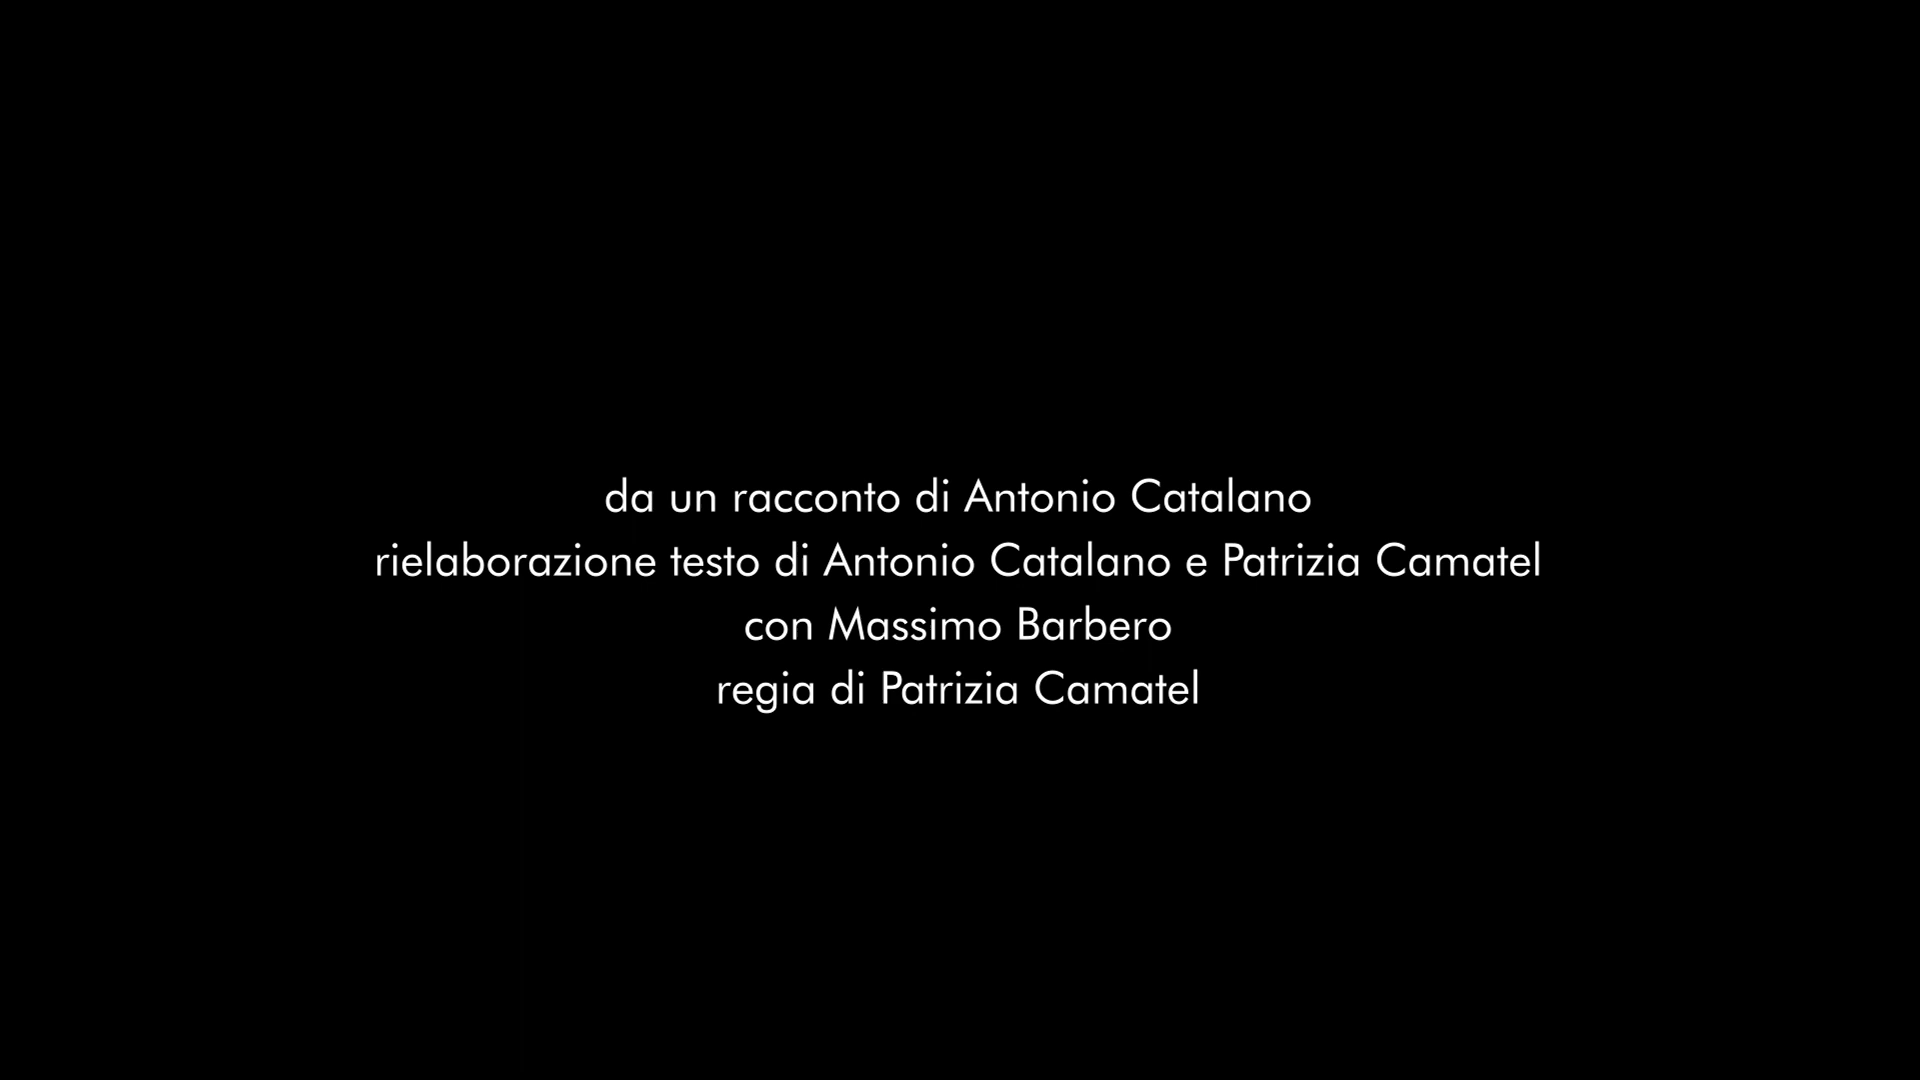 da un racconto di Antonio Catalano
rielaborazione testo di Antonio Catalano e Patrizia Camatel
con Massimo Barbero
regia di Patrizia Camatel